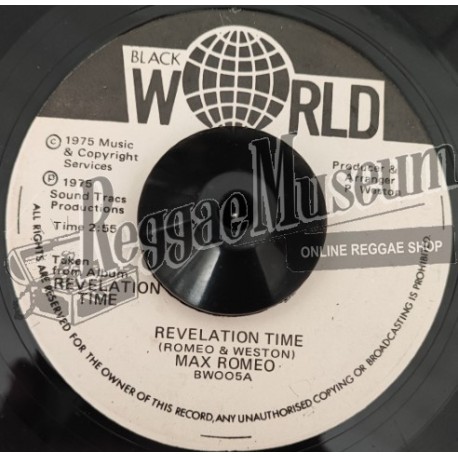 BLACK
WORLD
© 1975 Music
& Copyright
Services
Ⓟ 1975
Sound Tracs
Productions
Time 2:55
Taken
from Album
REVELATION
TIME
Producer &
Arranger
P. Weston
ReggaeMuseum
ONLINE REGGAE SHOP
REVELATION TIME
(ROMEO & WESTON)
MAX ROMEO
BW005A
ALL RIGHTS ARE RESERVED FOR THE OWNER OF THIS RECORD, ANY UNAUTHORISED COPYING OR BROADCASTING IS PROHIBITED.